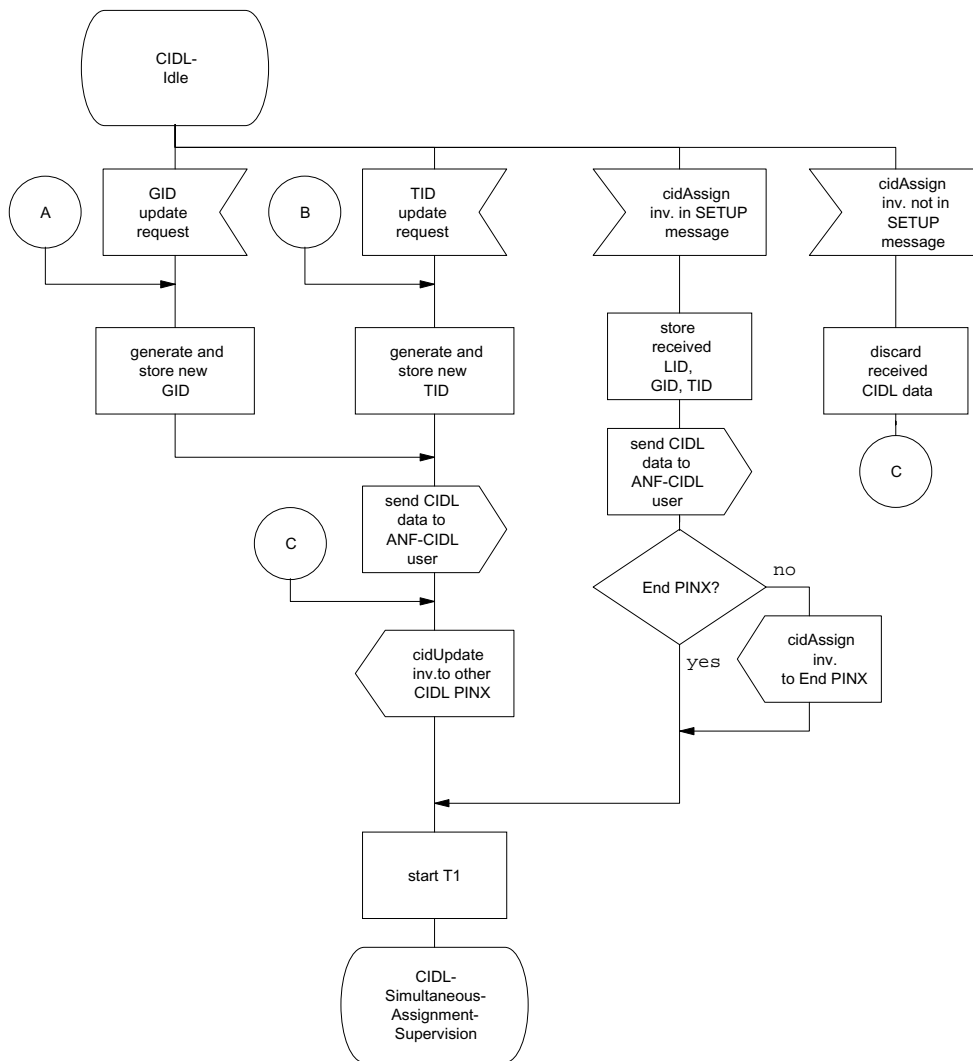 CIDL-
Idle
A
GID
update
request
B
TID
update
request
cidAssign
inv. in SETUP
message
cidAssign
inv. not in
SETUP
message
generate and
store new
GID
generate and
store new
TID
store
received
LID,
GID, TID
discard
received
CIDL data
send CIDL
data to
ANF-CIDL
user
send CIDL
data to
ANF-CIDL
user
C
C
End PINX?
no
yes
cidUpdate
inv.to other
CIDL PINX
cidAssign
inv.
to End PINX
start T1
CIDL-
Simultaneous-
Assignment-
Supervision